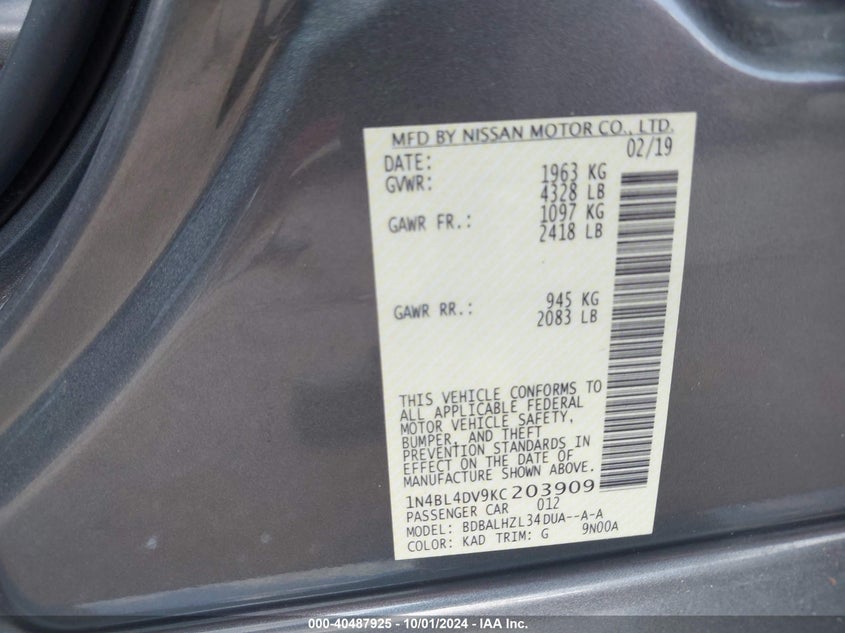 MFD BY NISSAN MOTOR CO., LTD.
DATE: 02/19
GVWR: 1963 KG
4328 LB
GAWR FR.: 1097 KG
2418 LB
GAWR RR.: 945 KG
2083 LB
THIS VEHICLE CONFORMS TO
ALL APPLICABLE FEDERAL
MOTOR VEHICLE SAFETY,
BUMPER, AND THEFT
PREVENTION STANDARDS IN
EFFECT ON THE DATE OF
MANUFACTURE SHOWN ABOVE.
1N4BL4DV9KC203909
PASSENGER CAR 012
MODEL: BDBALHZL34DUA--A-A
COLOR: KAD TRIM: G 9N00A
000-40487925 - 10/01/2024 - IAA Inc.